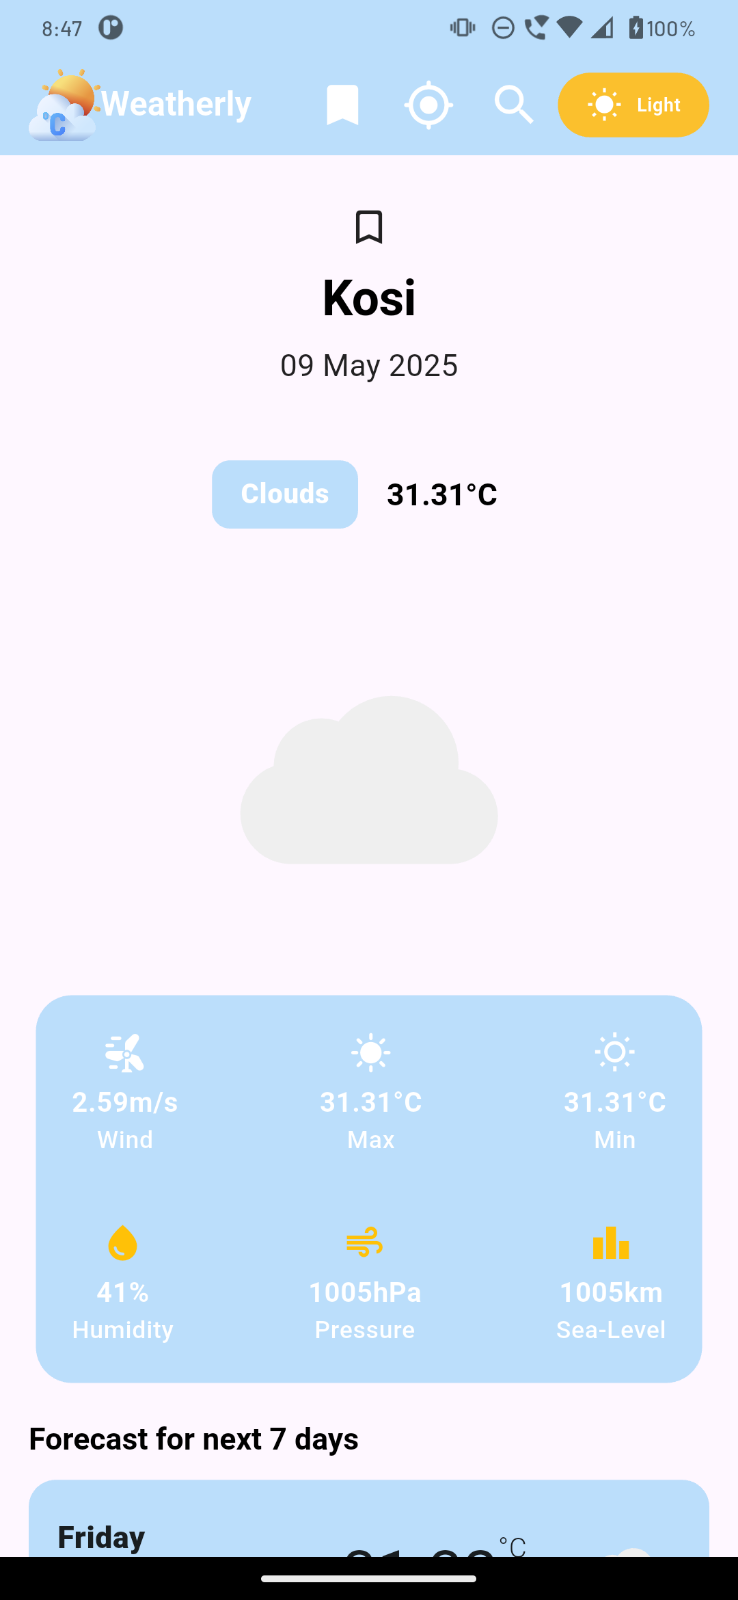 8:47
100%
°C
Weatherly
Light
Kosi
09 May 2025
Clouds 31.31°C
2.59m/s 31.31°C 31.31°C
Wind Max Min
41% 1005hPa 1005km
Humidity Pressure Sea-Level
Forecast for next 7 days
Friday
°C